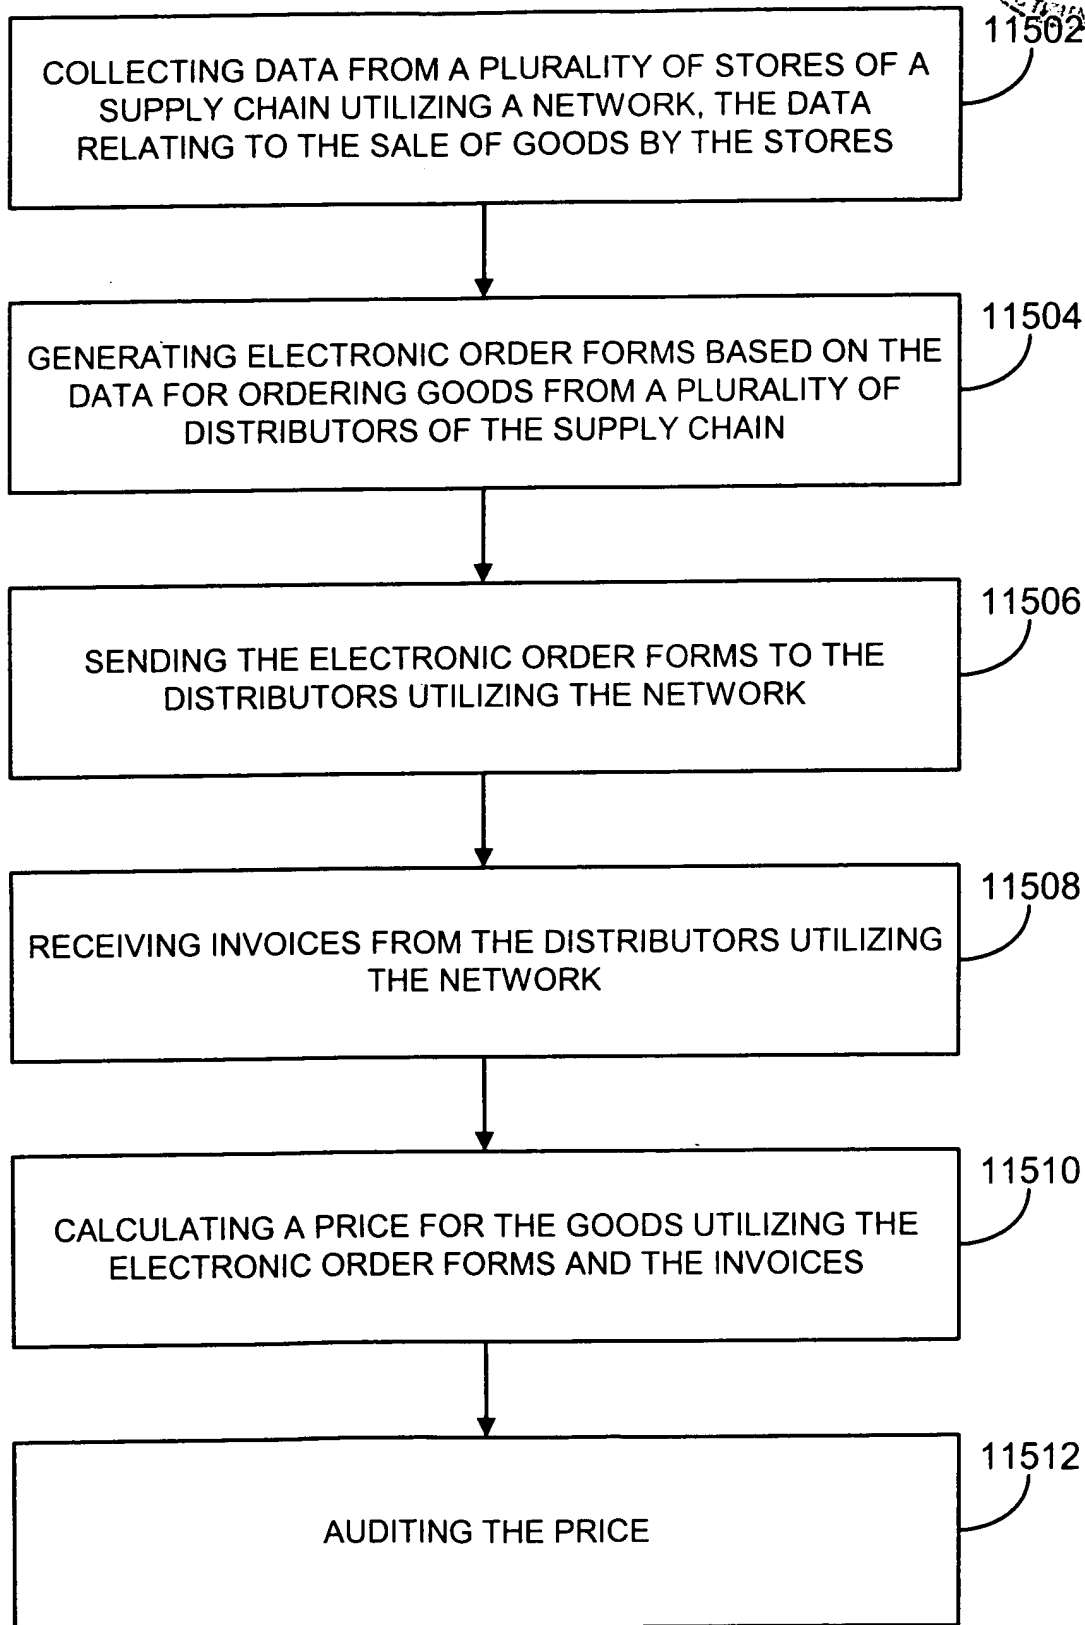 11502
COLLECTING DATA FROM A PLURALITY OF STORES OF A
SUPPLY CHAIN UTILIZING A NETWORK, THE DATA
RELATING TO THE SALE OF GOODS BY THE STORES
11504
GENERATING ELECTRONIC ORDER FORMS BASED ON THE
DATA FOR ORDERING GOODS FROM A PLURALITY OF
DISTRIBUTORS OF THE SUPPLY CHAIN
11506
SENDING THE ELECTRONIC ORDER FORMS TO THE
DISTRIBUTORS UTILIZING THE NETWORK
11508
RECEIVING INVOICES FROM THE DISTRIBUTORS UTILIZING
THE NETWORK
11510
CALCULATING A PRICE FOR THE GOODS UTILIZING THE
ELECTRONIC ORDER FORMS AND THE INVOICES
11512
AUDITING THE PRICE